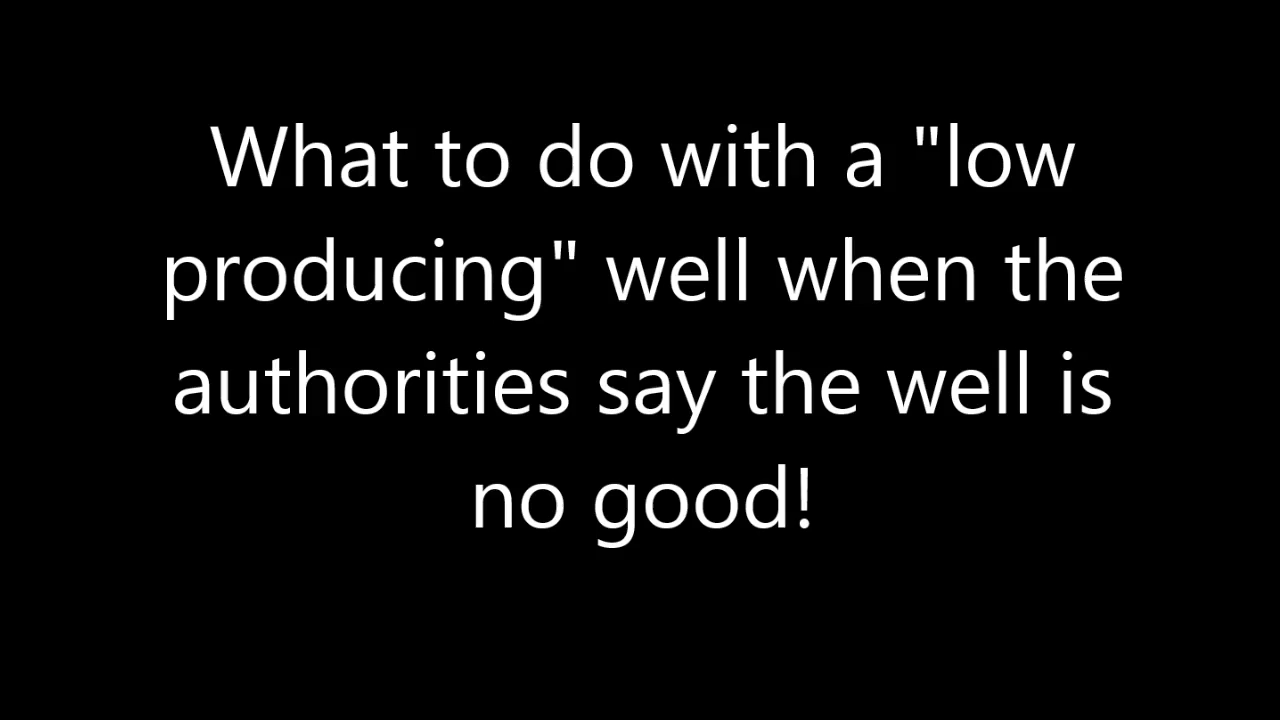 What to do with a "low
producing" well when the
authorities say the well is
no good!